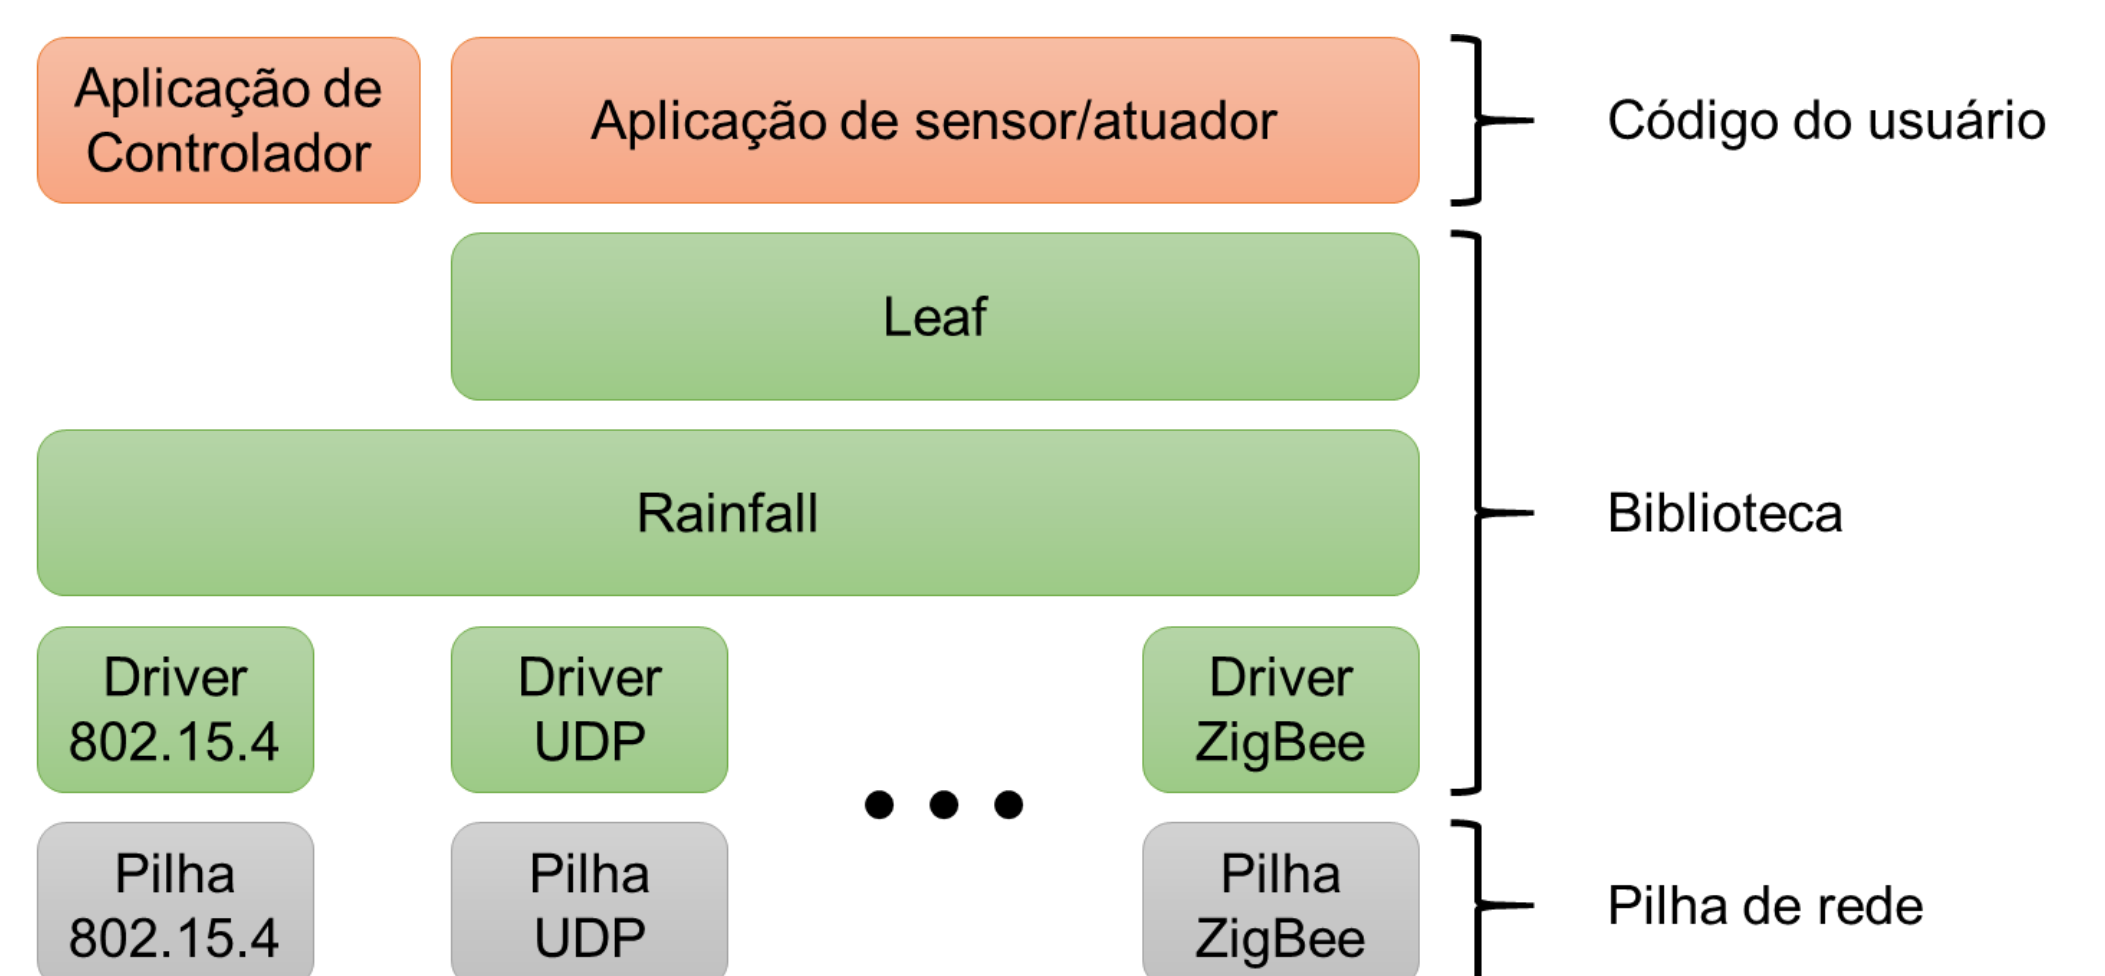 Aplicação de
Controlador
Aplicação de sensor/atuador
Código do usuário
Leaf
Rainfall
Biblioteca
Driver
802.15.4
Driver
UDP
Driver
ZigBee
Pilha
802.15.4
Pilha
UDP
Pilha
ZigBee
Pilha de rede